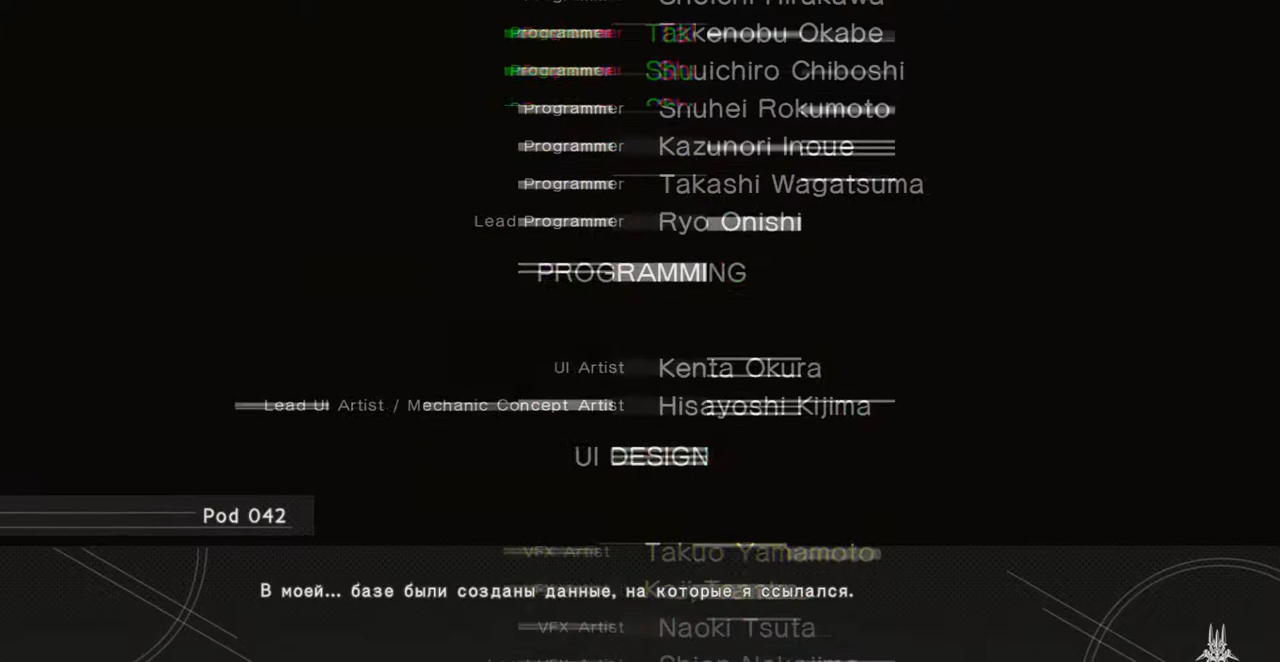 Programmer Takenobu Okabe
Programmer Shuichiro Chiboshi
Programmer Shuhei Rokumoto
Programmer Kazunori Inoue
Programmer Takashi Wagatsuma
Lead Programmer Ryo Onishi
PROGRAMMING
UI Artist Kenta Okura
Lead UI Artist / Mechanic Concept Artist Hisayoshi Kijima
UI DESIGN
Pod 042
VFX Artist Takuo Yamamoto
В моей... базе были созданы данные, на которые я ссылался.
VFX Artist Naoki Tsuta